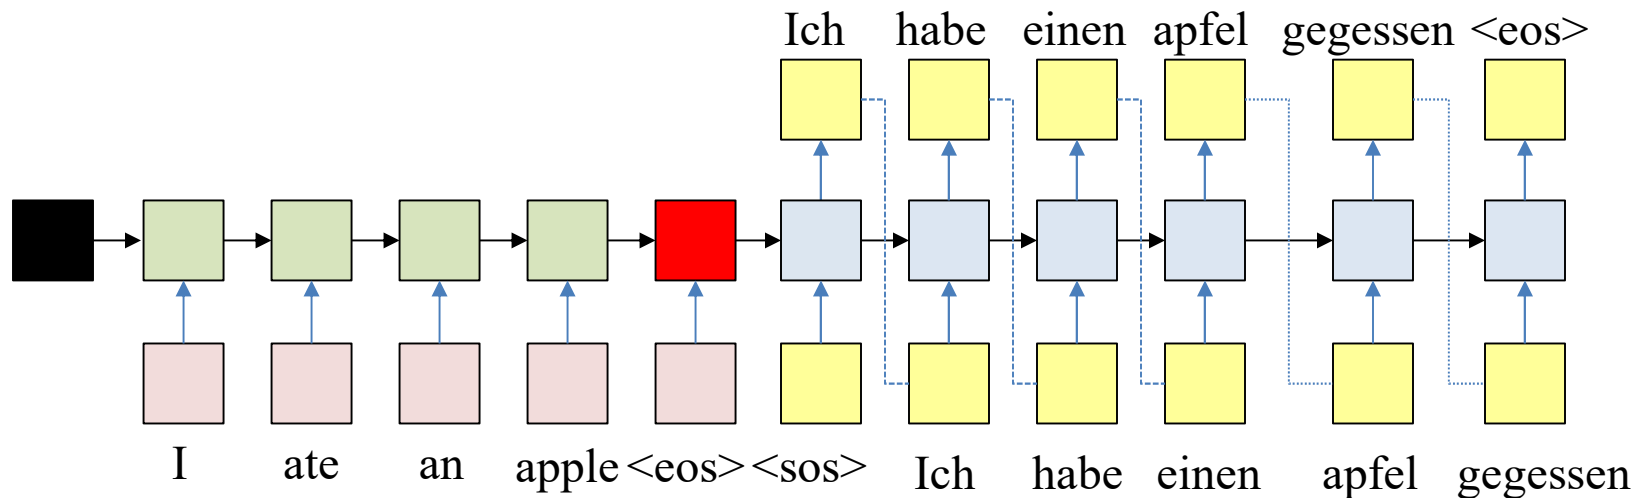 Ich habe einen apfel gegessen <eos>
I ate an apple <eos> <sos> Ich habe einen apfel gegessen